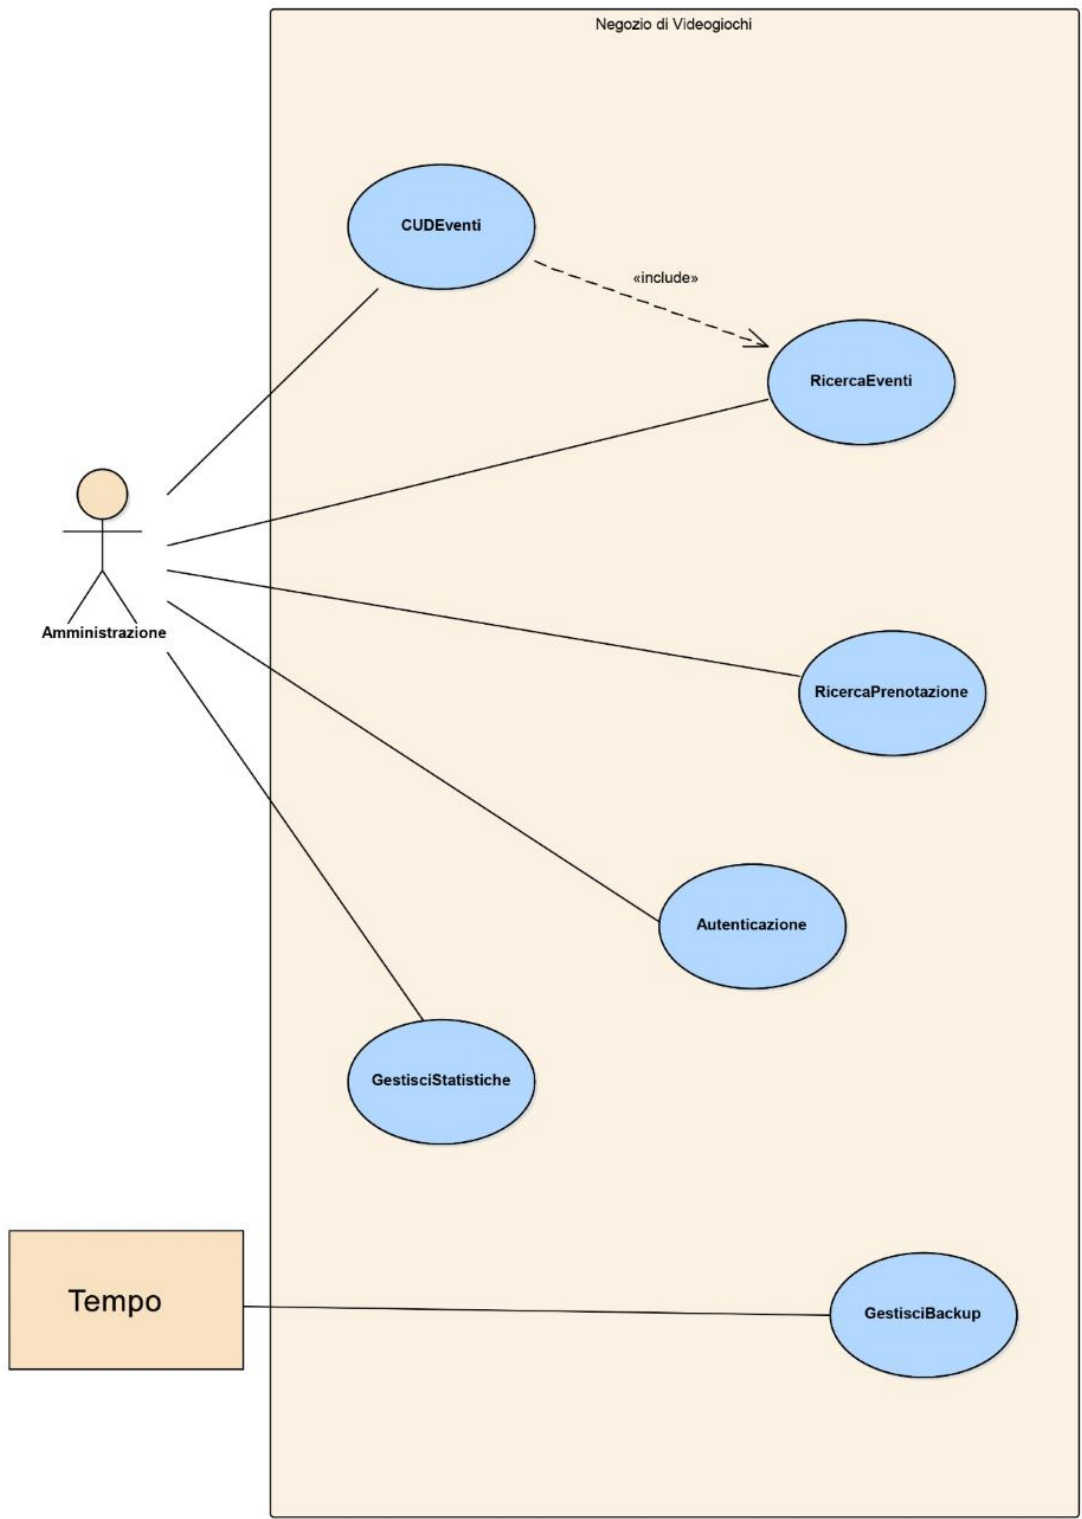 Negozio di Videogiochi
CUDEventi
«include»
RicercaEventi
Amministrazione
RicercaPrenotazione
Autenticazione
GestisciStatistiche
Tempo
GestisciBackup